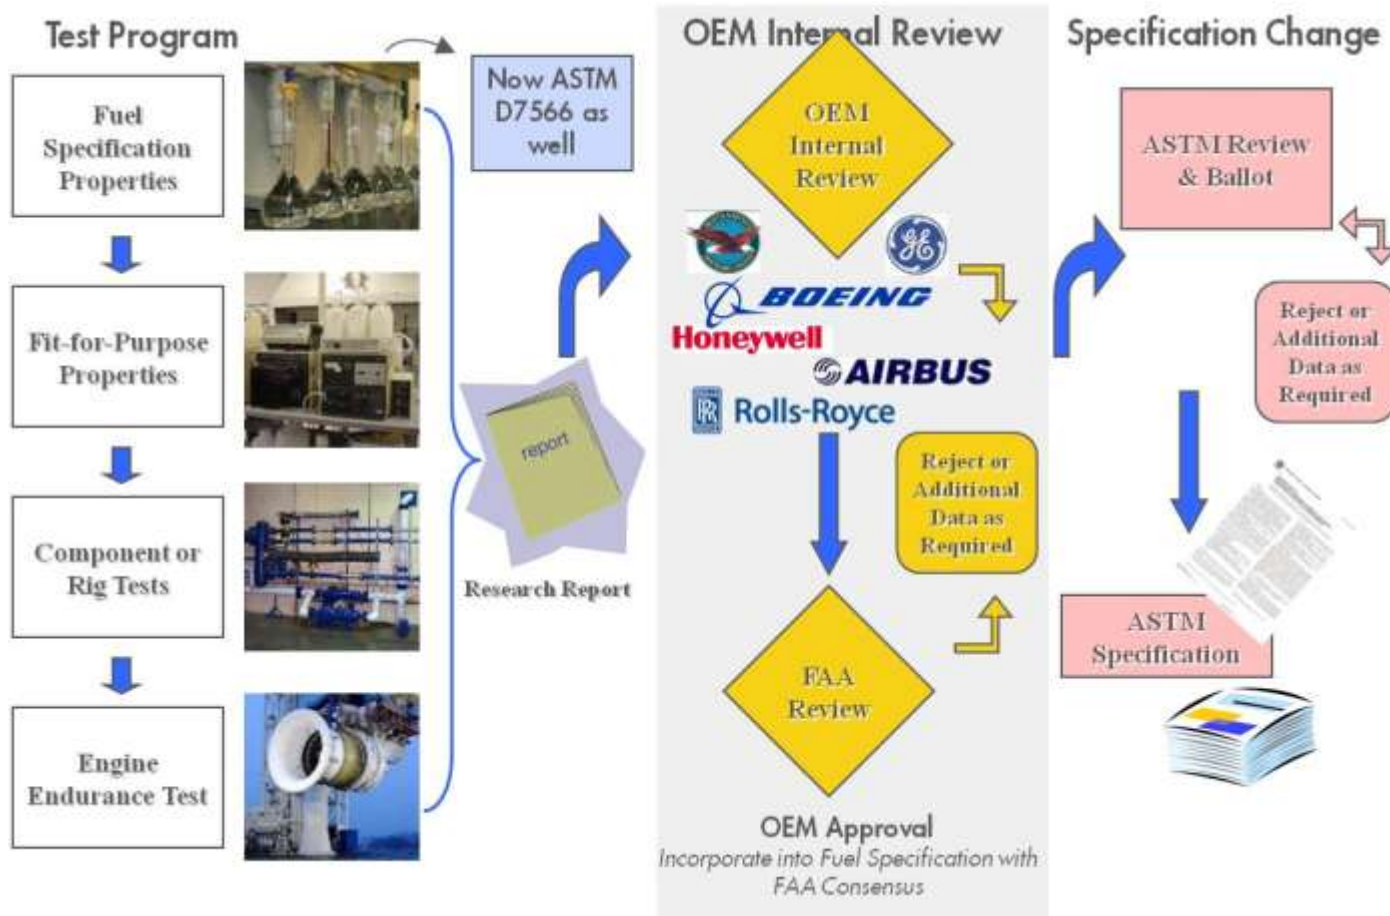 Test Program
Fuel
Specification
Properties
Fit-for-Purpose
Properties
Component or
Rig Tests
Engine
Endurance Test
Now ASTM
D7566 as
well
report
Research Report
OEM Internal Review
OEM
Internal
Review
GE
BOEING
Honeywell
AIRBUS
RR
Rolls-Royce
Reject or
Additional
Data as
Required
FAA
Review
OEM Approval
Incorporate into Fuel Specification with
FAA Consensus
Specification Change
ASTM Review
& Ballot
Reject or
Additional
Data as
Required
ASTM
Specification